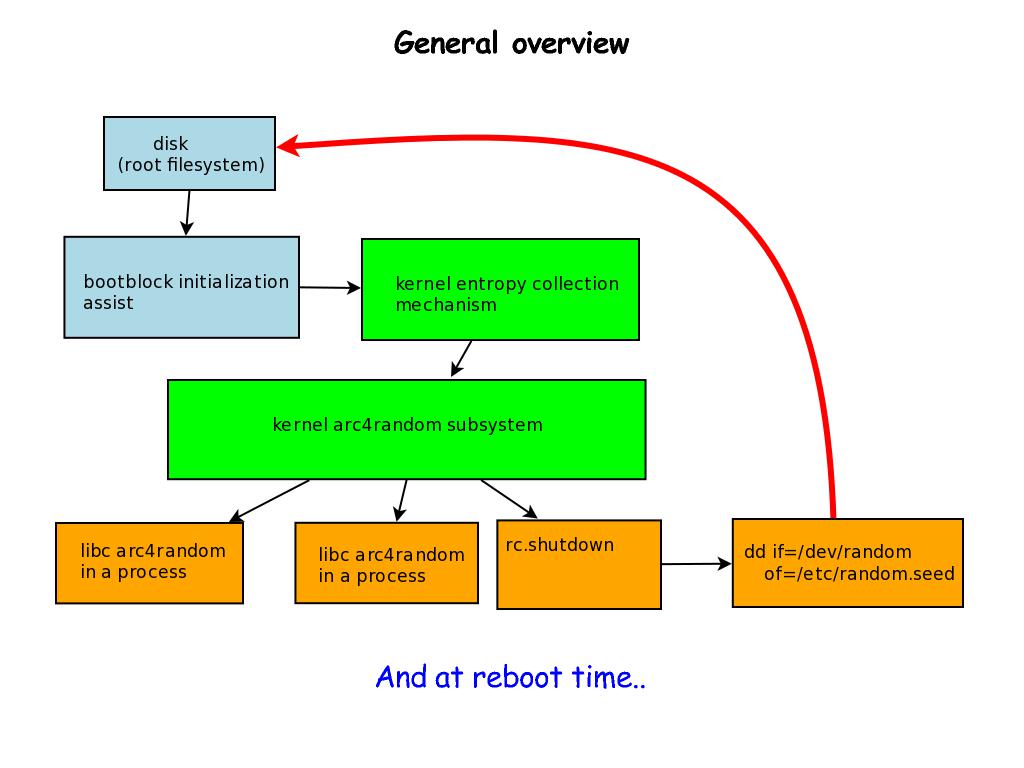 General overview
disk
(root filesystem)
bootblock initialization
assist
kernel entropy collection
mechanism
kernel arc4random subsystem
libc arc4random
in a process
libc arc4random
in a process
rc.shutdown
dd if=/dev/random
of=/etc/random.seed
And at reboot time..